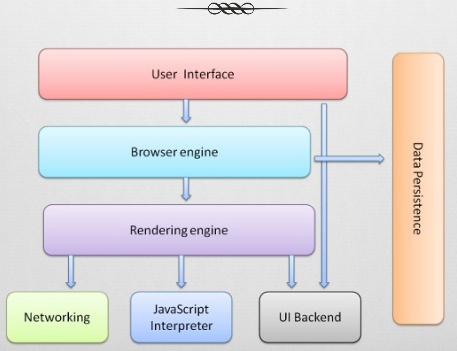 User Interface
Browser engine
Data Persistence
Rendering engine
Networking
JavaScript
Interpreter
UI Backend